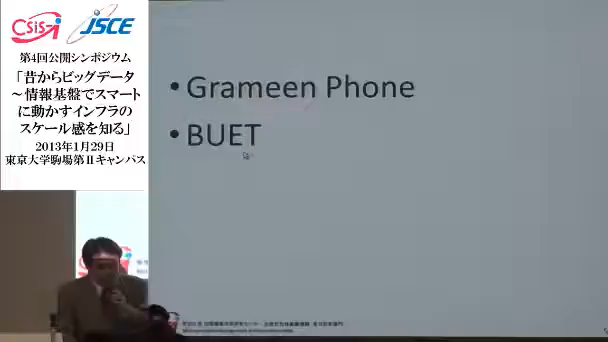 CSiS-i
JSCE
第4回公開シンポジウム
「昔からビッグデータ
～情報基盤でスマート
に動かすインフラの
スケール感を知る」
2013年1月29日
東京大学駒場第Ⅱキャンパス
• Grameen Phone
• BUET